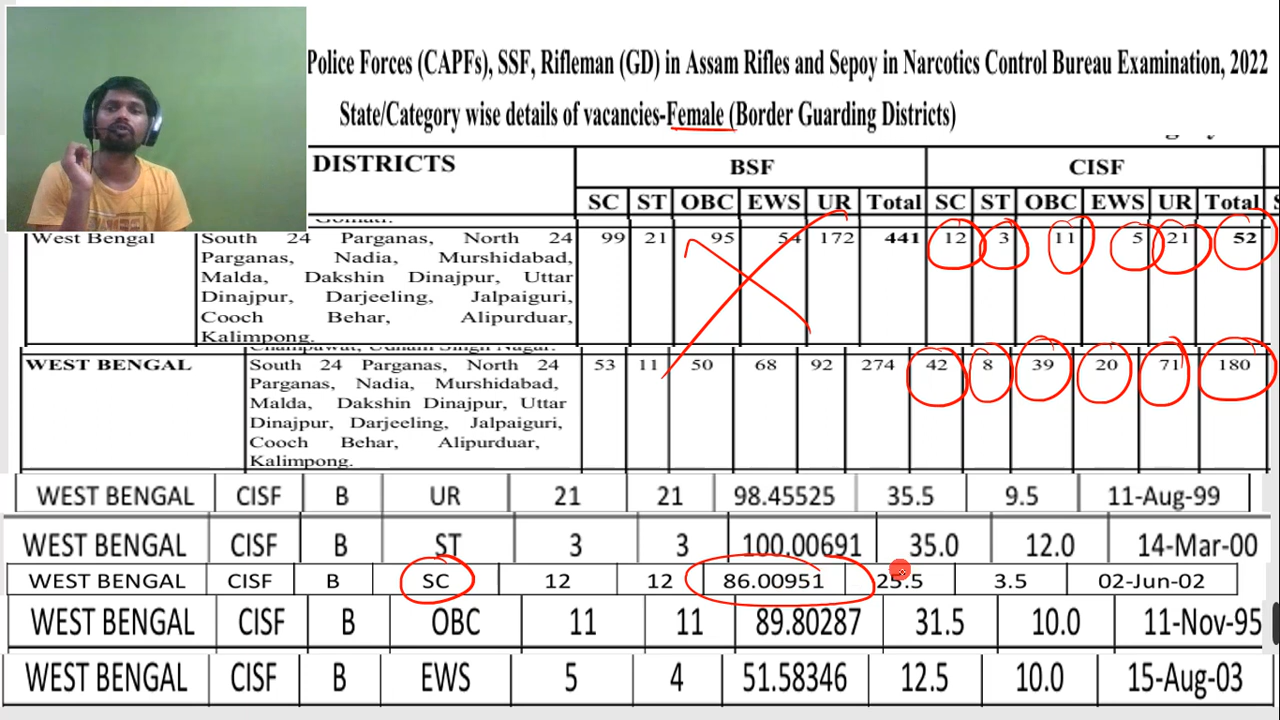 Police Forces (CAPFs), SSF, Rifleman (GD) in Assam Rifles and Sepoy in Narcotics Control Bureau Examination, 2022
State/Category wise details of vacancies-Female (Border Guarding Districts)
DISTRICTS BSF CISF
SC ST OBC EWS UR Total SC ST OBC EWS UR Total
West Bengal South 24 Parganas, North 24 99 21 95 54 172 441 12 3 11 5 21 52
Parganas, Nadia, Murshidabad,
Malda, Dakshin Dinajpur, Uttar
Dinajpur, Darjeeling, Jalpaiguri,
Cooch Behar, Alipurduar,
Kalimpong.
WEST BENGAL South 24 Parganas, North 24 53 11 50 68 92 274 42 8 39 20 71 180
Parganas, Nadia, Murshidabad,
Malda, Dakshin Dinajpur, Uttar
Dinajpur, Darjeeling, Jalpaiguri,
Cooch Behar, Alipurduar,
Kalimpong.
WEST BENGAL CISF B UR 21 21 98.45525 35.5 9.5 11-Aug-99
WEST BENGAL CISF B ST 3 3 100.00691 35.0 12.0 14-Mar-00
WEST BENGAL CISF B SC 12 12 86.00951 25.5 3.5 02-Jun-02
WEST BENGAL CISF B OBC 11 11 89.80287 31.5 10.0 11-Nov-95
WEST BENGAL CISF B EWS 5 4 51.58346 12.5 10.0 15-Aug-03